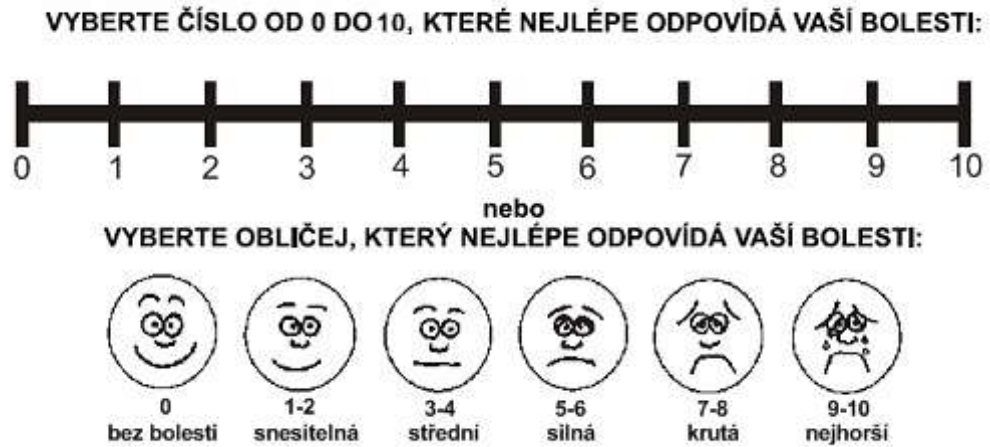 VYBERTE ČÍSLO OD 0 DO 10, KTERÉ NEJLÉPE ODPOVÍDÁ VAŠÍ BOLESTI:
0 1 2 3 4 5 6 7 8 9 10
nebo
VYBERTE OBLIČEJ, KTERÝ NEJLÉPE ODPOVÍDÁ VAŠÍ BOLESTI:
0 1-2 3-4 5-6 7-8 9-10
bez bolesti snesitelná střední silná krutá nejhorší